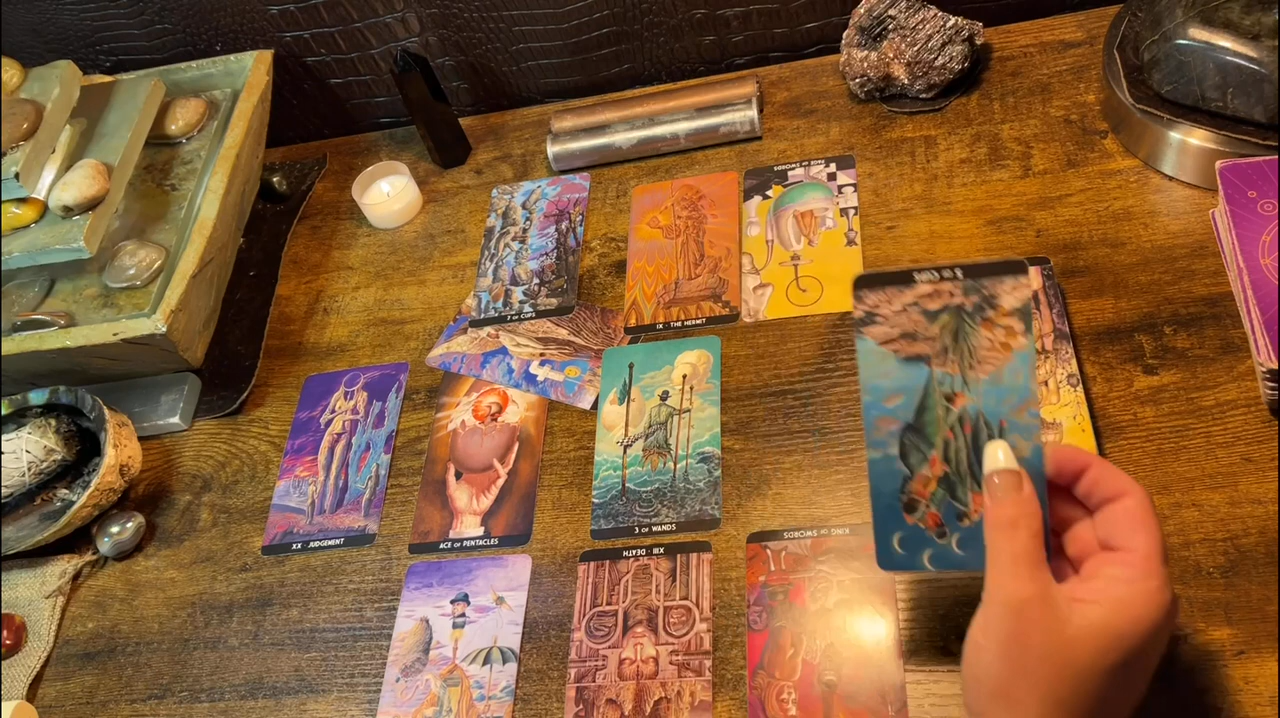 PAGE OF SWORDS
7 OF CUPS
IX · THE HERMIT
3 OF WANDS
XX · JUDGEMENT
ACE OF PENTACLES
XIII · DEATH
KING OF SWORDS